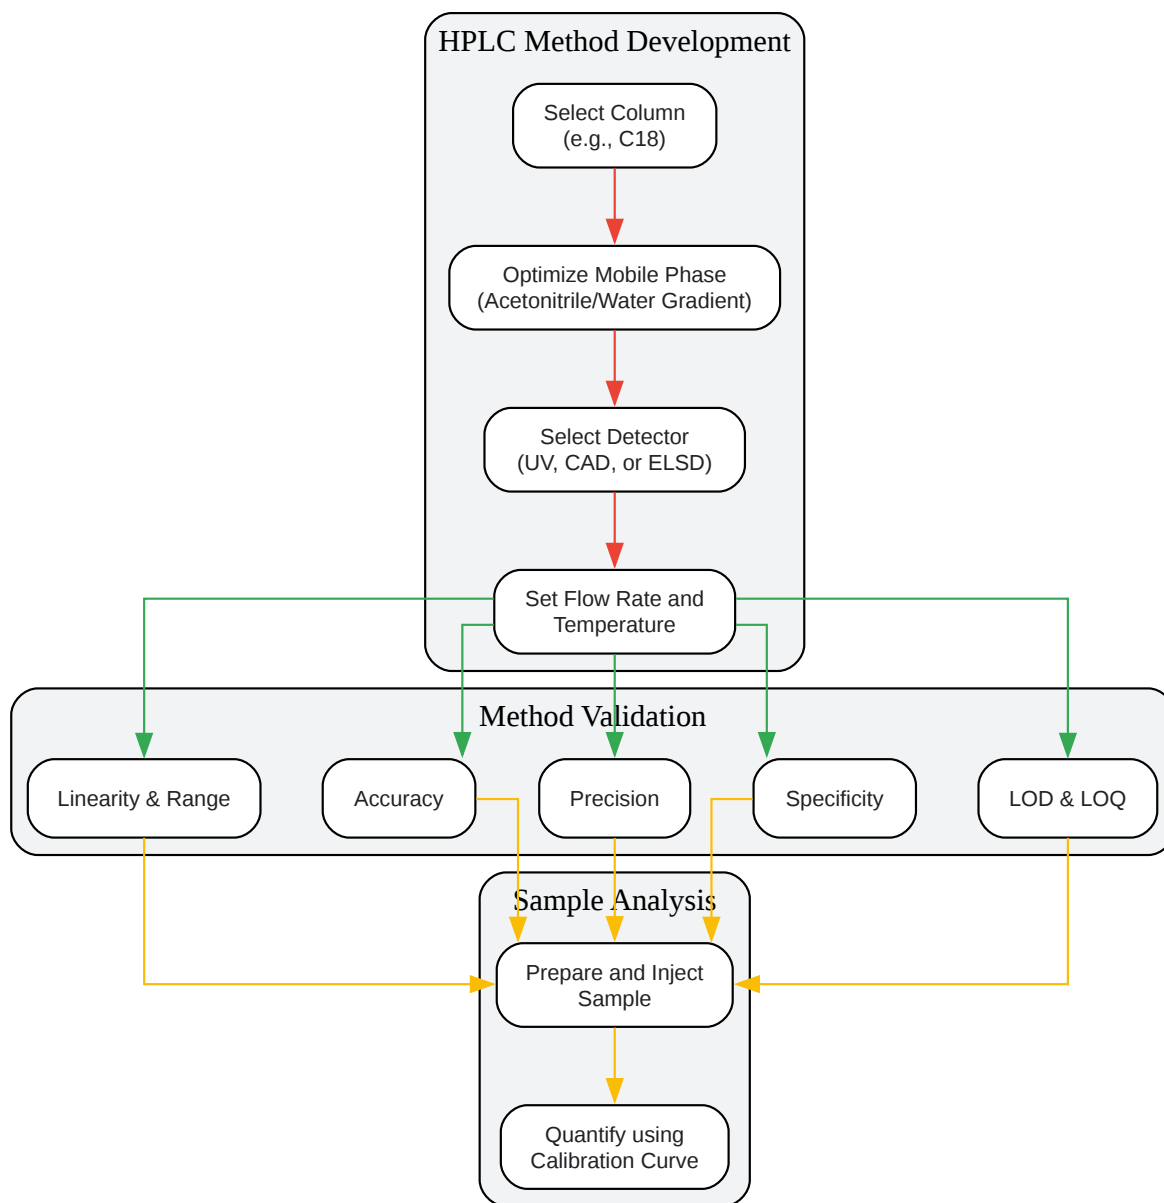 HPLC Method Development
Select Column
(e.g., C18)
Optimize Mobile Phase
(Acetonitrile/Water Gradient)
Select Detector
(UV, CAD, or ELSD)
Set Flow Rate and
Temperature
Method Validation
Linearity & Range
Accuracy
Precision
Specificity
LOD & LOQ
Sample Analysis
Prepare and Inject
Sample
Quantify using
Calibration Curve